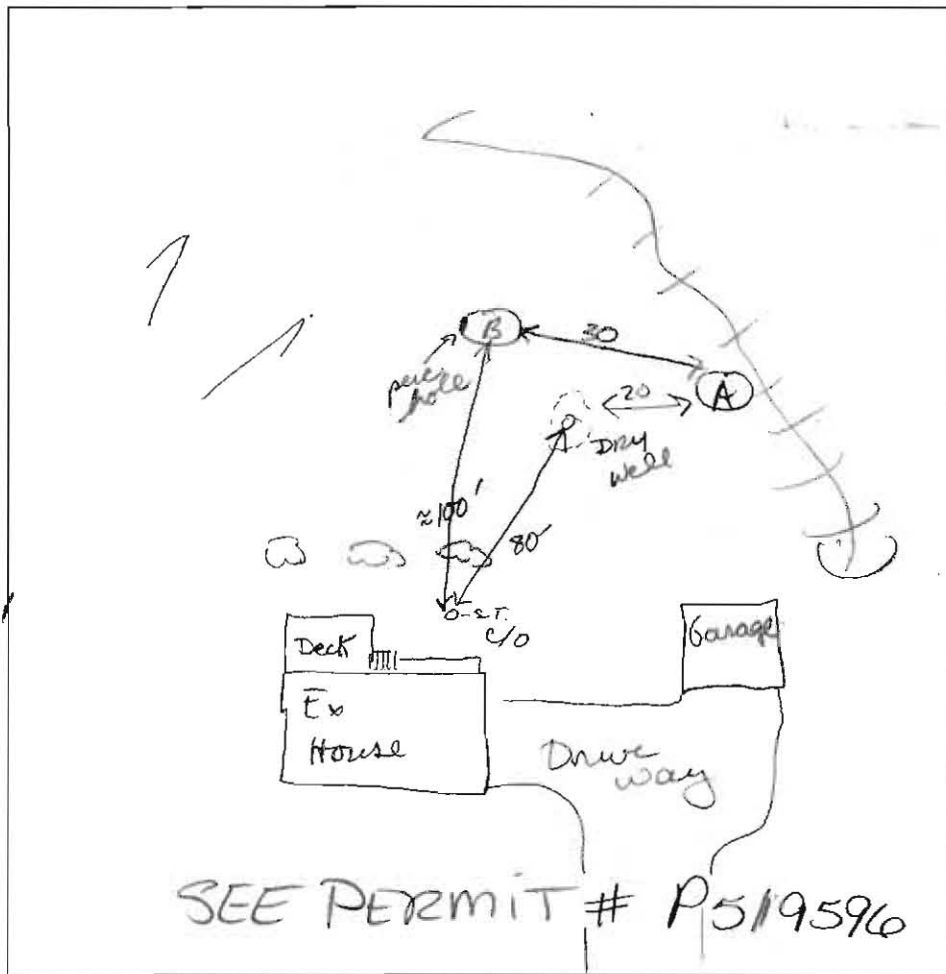 B
30
perc
hole
A
20
DRY
well
≈100'
80'
S.T.
c/o
Deck
Garage
Ex
House
Drive
way
SEE PERMIT # P519596